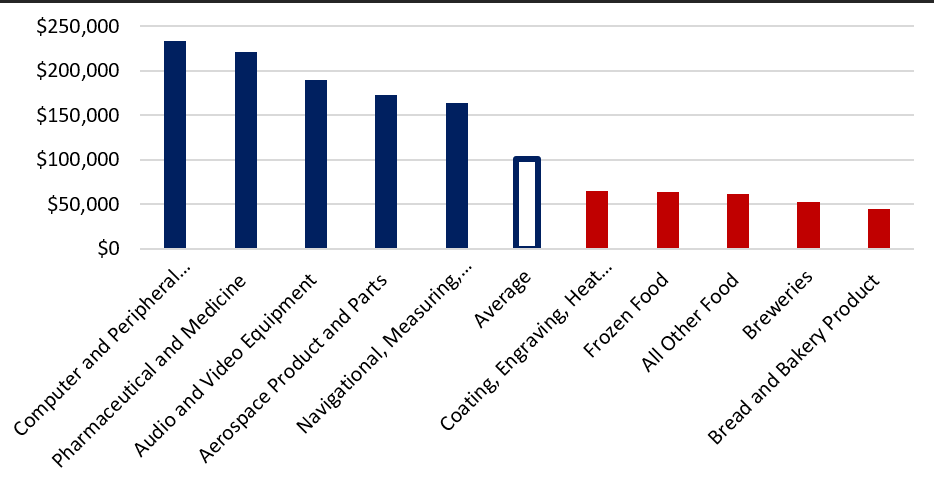 $250,000
$200,000
$150,000
$100,000
$50,000
$0
Computer and Peripheral...
Pharmaceutical and Medicine
Audio and Video Equipment
Aerospace Product and Parts
Navigational, Measuring,...
Average
Coating, Engraving, Heat...
Frozen Food
All Other Food
Breweries
Bread and Bakery Product